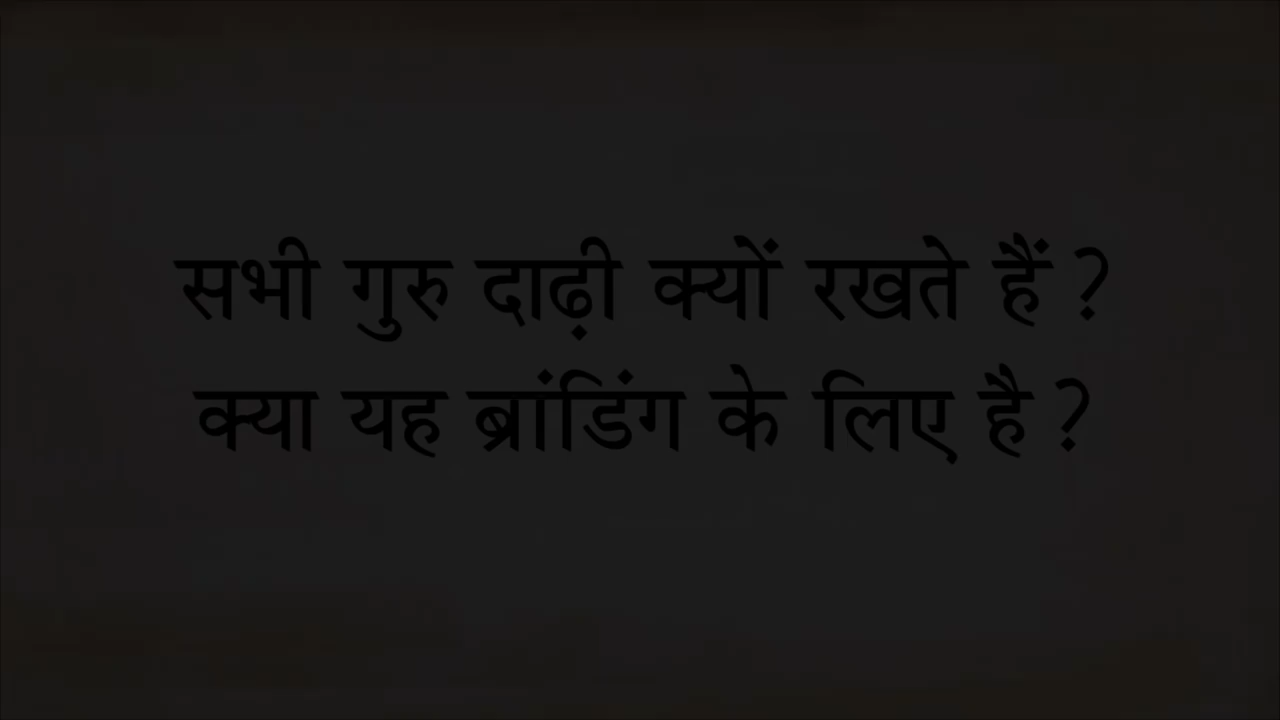 सभी गुरु दाढ़ी क्यों रखते हैं ?
क्या यह ब्रांडिंग के लिए है ?